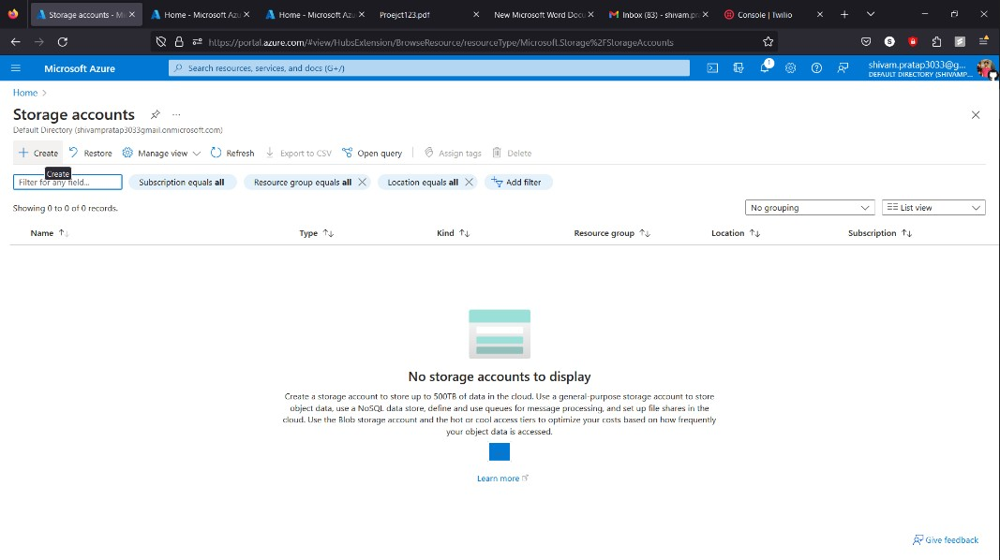 Storage accounts - Mi
Home - Microsoft Azu
Home - Microsoft Azu
Proejct123.pdf
New Microsoft Word Docu
Inbox (83) - shivam.pr
Console | Twilio
https://portal.azure.com/#view/HubsExtension/BrowseResource/resourceType/Microsoft.Storage%2FStorageAccounts
Microsoft Azure
Search resources, services, and docs (G+/)
1
shivam.pratap3033@g...
DEFAULT DIRECTORY (SHIVAMP...
Home
Storage accounts
Default Directory (shivampratap3033gmail.onmicrosoft.com)
Create
Restore
Manage view
Refresh
Export to CSV
Open query
Assign tags
Delete
Create
Filter for any field...
Subscription equals all
Resource group equals all
Location equals all
Add filter
Showing 0 to 0 of 0 records.
No grouping
List view
Name
Type
Kind
Resource group
Location
Subscription
No storage accounts to display
Create a storage account to store up to 500TB of data in the cloud. Use a general-purpose storage account to store
object data, use a NoSQL data store, define and use queues for message processing, and set up file shares in the
cloud. Use the Blob storage account and the hot or cool access tiers to optimize your costs based on how frequently
your object data is accessed.
Learn more
Give feedback